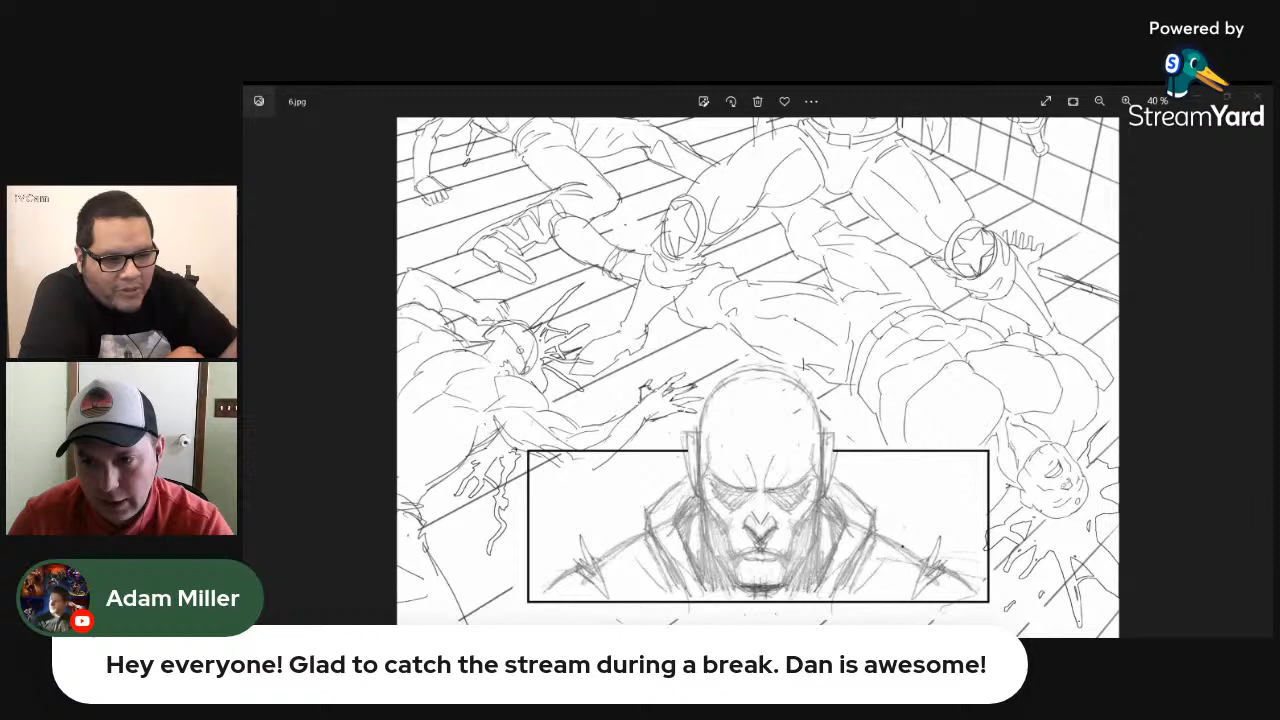 Powered by
S
StreamYard
6.jpg
40 %
iVCam
Adam Miller
Hey everyone! Glad to catch the stream during a break. Dan is awesome!